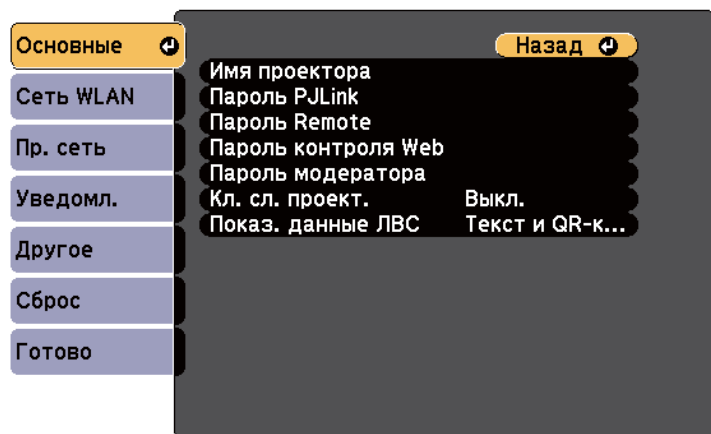 Основные
Сеть WLAN
Пр. сеть
Уведомл.
Другое
Сброс
Готово
Назад
Имя проектора
Пароль PJLink
Пароль Remote
Пароль контроля Web
Пароль модератора
Кл. сл. проект. Выкл.
Показ. данные ЛВС Текст и QR-к...